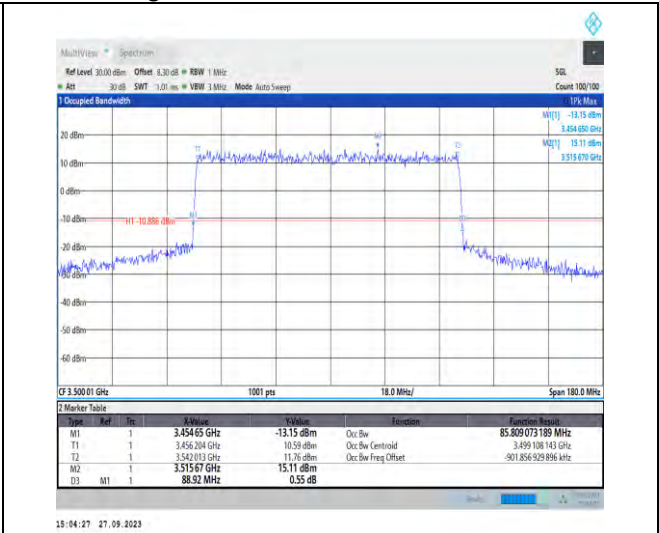 MultiView Spectrum
Ref Level 30.00 dBm Offset 8.30 dB RBW 1 MHz SGL
Att 30 dB SWT 1.01 ms VBW 3 MHz Mode Auto Sweep Count 100/100
1 Occupied Bandwidth 1Pk Max
M1[1] -13.15 dBm
3.454 650 GHz
M2[1] 15.11 dBm
3.515 670 GHz
20 dBm
M2
T1 T2
10 dBm
0 dBm
-10 dBm
H1 -10.886 dBm M1
-20 dBm
-30 dBm
-40 dBm
-50 dBm
-60 dBm
CF 3.500 01 GHz 1001 pts 18.0 MHz/ Span 180.0 MHz
2 Marker Table
Type Ref Trc X-Value Y-Value Function Function Result
M1 1 3.454 65 GHz -13.15 dBm Occ Bw 85.809 073 189 MHz
T1 1 3.456 204 GHz 10.59 dBm Occ Bw Centroid 3.499 108 143 GHz
T2 1 3.542 013 GHz 11.76 dBm Occ Bw Freq Offset -901.856 929 896 kHz
M2 1 3.515 67 GHz 15.11 dBm
D3 M1 1 88.92 MHz 0.55 dB
15:04:27 27.09.2023